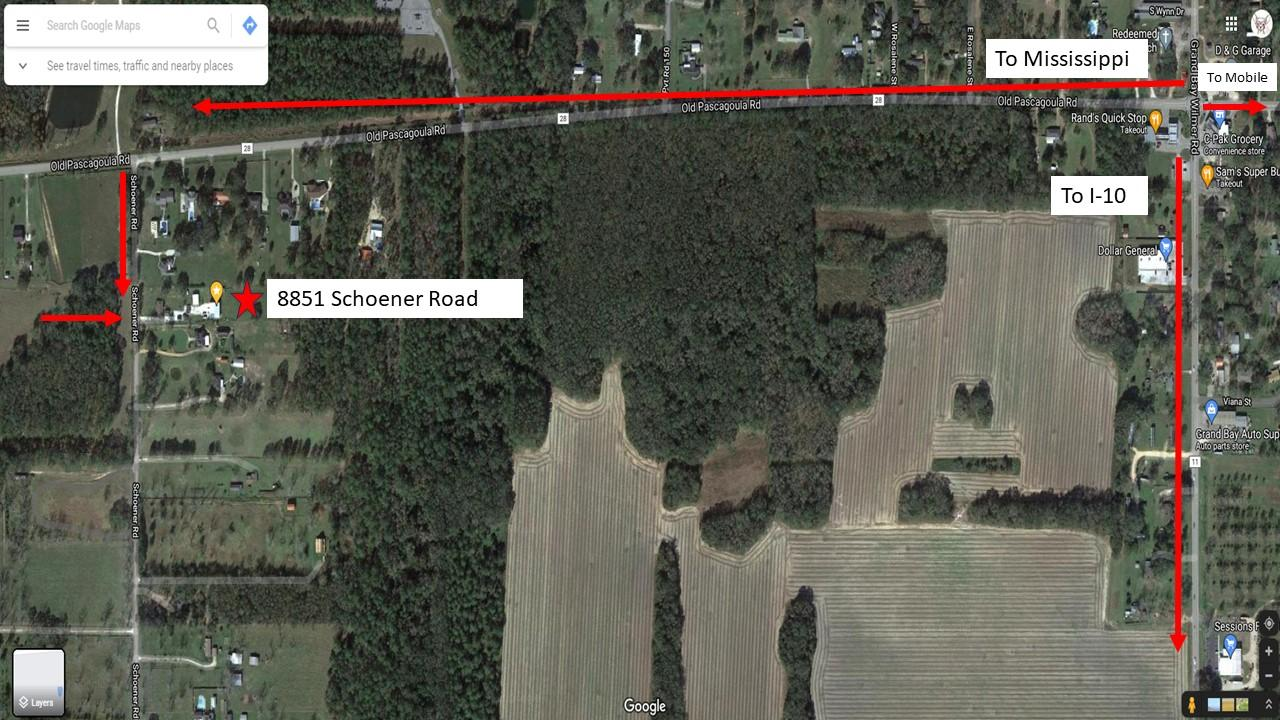 Search Google Maps
See travel times, traffic and nearby places
S Wynn Dr
Redeemed
D & G Garage
To Mississippi
To Mobile
W Rosalene St
E Rosalene St
Pvt Rd 150
Grand Bay Wilmer Rd
Old Pascagoula Rd
28
Old Pascagoula Rd
Rand's Quick Stop
Takeout
C-Pak Grocery
Convenience store
28
Old Pascagoula Rd
28
Old Pascagoula Rd
Sam's Super Bu
Takeout
To I-10
Schoener Rd
Dollar General
8851 Schoener Road
Schoener Rd
Viana St
Grand Bay Auto Sup
Auto parts store
11
Schoener Rd
Sessions F
Schoener Rd
Layers
Google